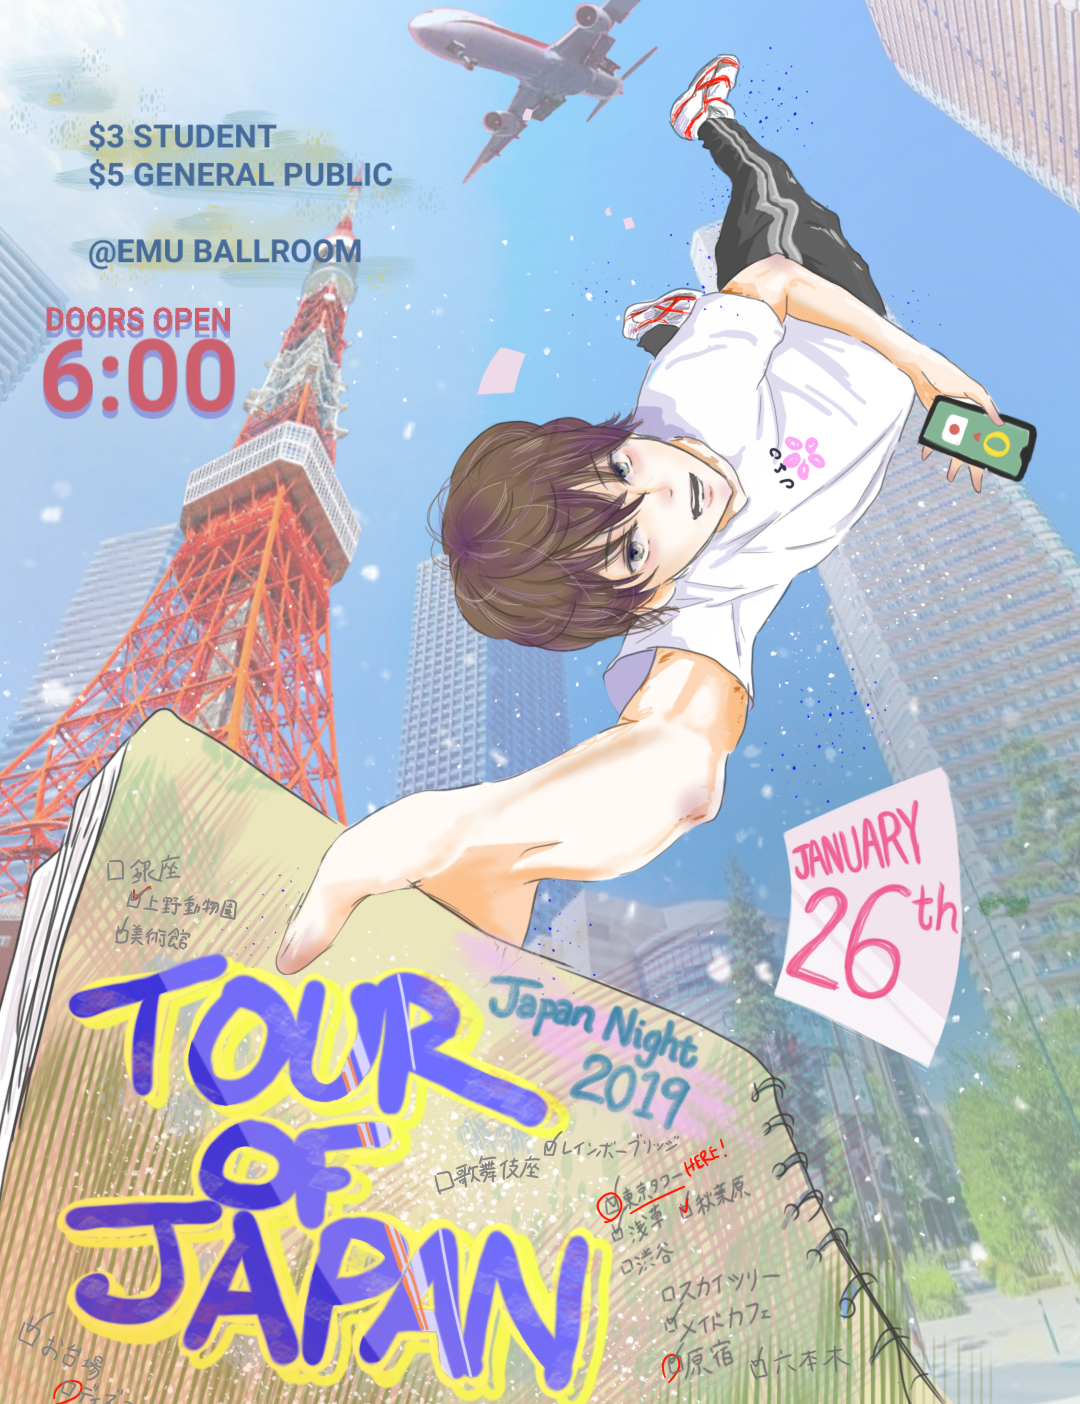 $3 STUDENT
$5 GENERAL PUBLIC
@EMU BALLROOM
DOORS OPEN
6:00
OSA
JANUARY
26th
銀座
上野動物園
美術館
TOUR
OF
JAPAN
Japan Night
2019
レインボーブリッジ
歌舞伎座
東京タワー HERE!
浅草
秋葉原
渋谷
スカイツリー
メイドカフェ
原宿
六本木
お台場